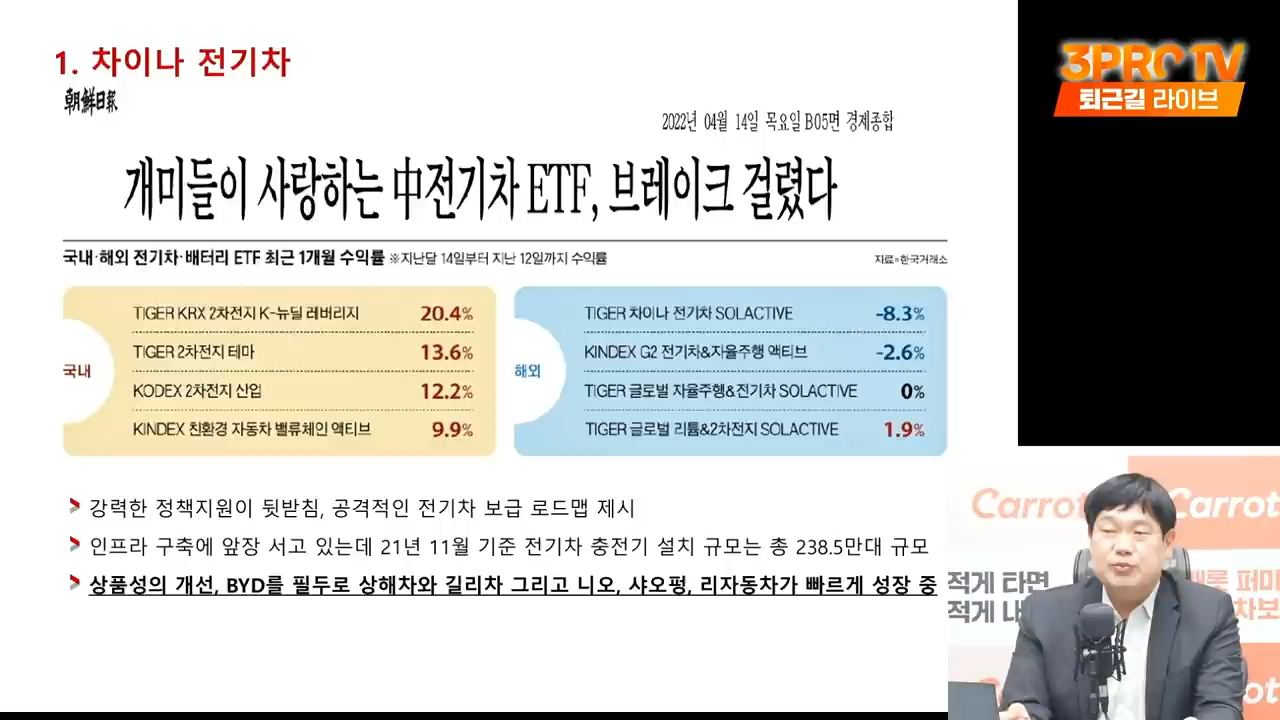 1. 차이나 전기차
朝鮮日報
2022년 04월 14일 목요일 B05면 경제종합
개미들이 사랑하는 中전기차 ETF, 브레이크 걸렸다
국내·해외 전기차·배터리 ETF 최근 1개월 수익률 ※지난달 14일부터 지난 12일까지 수익률
자료=한국거래소
국내
TIGER KRX 2차전지 K-뉴딜 레버리지 20.4%
TIGER 2차전지 테마 13.6%
KODEX 2차전지 산업 12.2%
KINDEX 친환경 자동차 밸류체인 액티브 9.9%
해외
TIGER 차이나 전기차 SOLACTIVE -8.3%
KINDEX G2 전기차&자율주행 액티브 -2.6%
TIGER 글로벌 자율주행&전기차 SOLACTIVE 0%
TIGER 글로벌 리튬&2차전지 SOLACTIVE 1.9%
강력한 정책지원이 뒷받침, 공격적인 전기차 보급 로드맵 제시
인프라 구축에 앞장 서고 있는데 21년 11월 기준 전기차 충전기 설치 규모는 총 238.5만대 규모
상품성의 개선, BYD를 필두로 상해차와 길리차 그리고 니오, 샤오펑, 리자동차가 빠르게 성장 중
3PRO TV
퇴근길 라이브
Carrot
Carrot
적게 타면
적게 내
퍼마
차보
Carrot